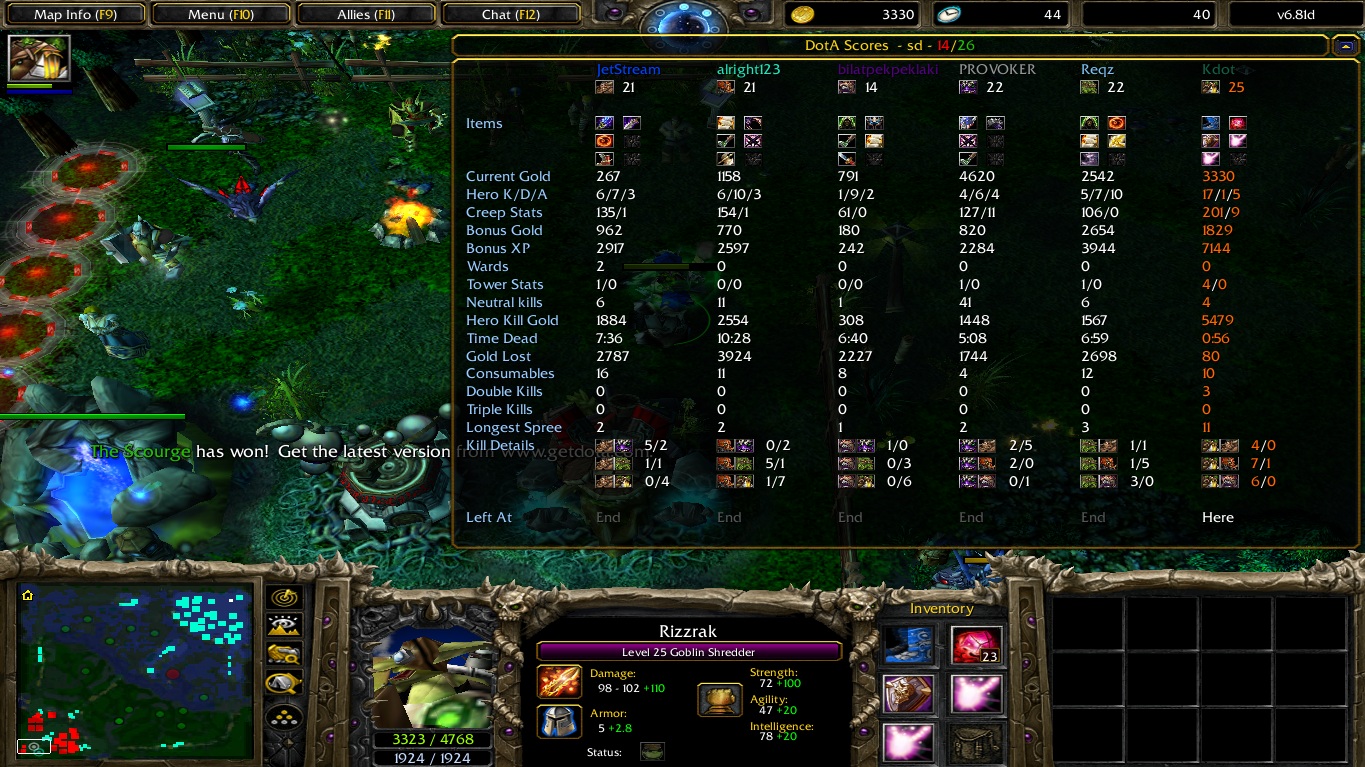 Map Info (F9) Menu (F10) Allies (F11) Chat (F12) 3330 44 40 v6.81d
DotA Scores - sd - 14/26
JetStream alright123 bilatpekpeklaki PROVOKER Reqz Kdot
21 21 14 22 22 25
Items
Current Gold 267 1158 791 4620 2542 3330
Hero K/D/A 6/7/3 6/10/3 1/9/2 4/6/4 5/7/10 17/1/5
Creep Stats 135/1 154/1 61/0 127/11 106/0 201/9
Bonus Gold 962 770 180 820 2654 1829
Bonus XP 2917 2597 242 2284 3944 7144
Wards 2 0 0 0 0 0
Tower Stats 1/0 0/0 0/0 1/0 1/0 4/0
Neutral kills 6 11 1 41 6 4
Hero Kill Gold 1884 2554 308 1448 1567 5479
Time Dead 7:36 10:28 6:40 5:08 6:59 0:56
Gold Lost 2787 3924 2227 1744 2698 80
Consumables 16 11 8 4 12 10
Double Kills 0 0 0 0 0 3
Triple Kills 0 0 0 0 0 0
Longest Spree 2 2 1 2 3 11
Kill Details 5/2 0/2 1/0 2/5 1/1 4/0
1/1 5/1 0/3 2/0 1/5 7/1
0/4 1/7 0/6 0/1 3/0 6/0
The Scourge has won! Get the latest version from www.getdota.com
Left At End End End End End Here
Rizzrak
Level 25 Goblin Shredder
Damage:
98 - 102 +110
Armor:
5 +2.8
Status:
Strength:
72 +100
Agility:
47 +20
Intelligence:
78 +20
3323 / 4768
1924 / 1924
Inventory
23